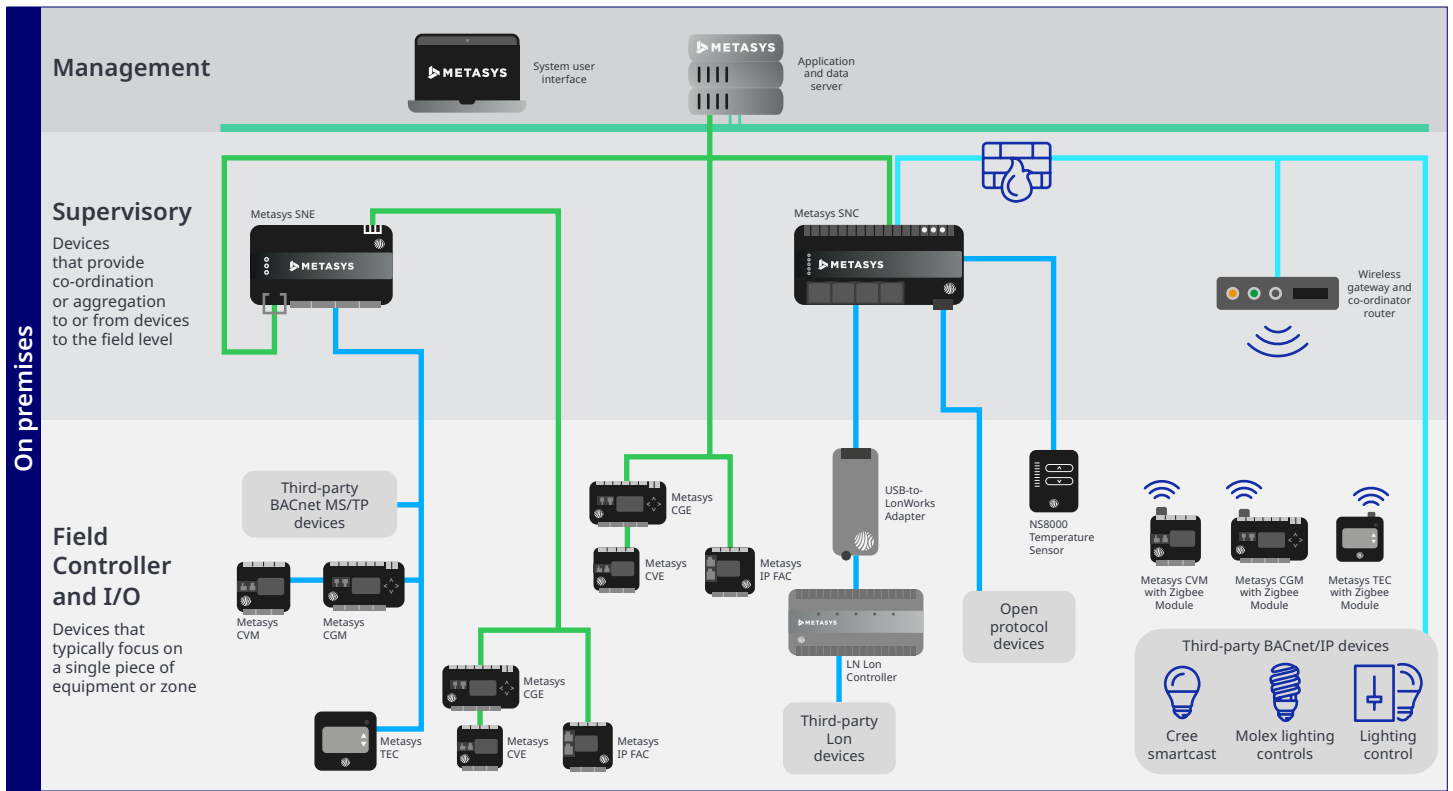 On premises
Management
METASYS
System user
interface
METASYS
Application
and data
server
Supervisory
Devices
that provide
co-ordination
or aggregation
to or from devices
to the field level
Metasys SNE
METASYS
Metasys SNC
METASYS
Wireless
gateway and
co-ordinator
router
Field
Controller
and I/O
Devices that
typically focus on
a single piece of
equipment or zone
Third-party
BACnet MS/TP
devices
Metasys
CVM
Metasys
CGM
Metasys
TEC
Metasys
CGE
Metasys
CVE
Metasys
IP FAC
Metasys
CGE
Metasys
CVE
Metasys
IP FAC
USB-to-
LonWorks
Adapter
METASYS
LN Lon
Controller
Third-party
Lon
devices
Open
protocol
devices
NS8000
Temperature
Sensor
Metasys CVM
with Zigbee
Module
Metasys CGM
with Zigbee
Module
Metasys TEC
with Zigbee
Module
Third-party BACnet/IP devices
Cree
smartcast
Molex lighting
controls
Lighting
control